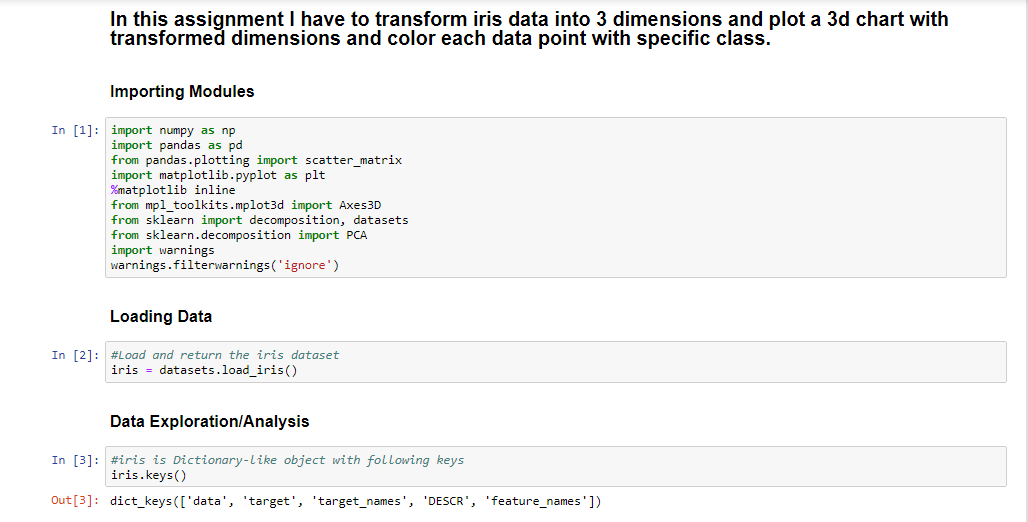 In this assignment I have to transform iris data into 3 dimensions and plot a 3d chart with
transformed dimensions and color each data point with specific class.
Importing Modules
In [1]: import numpy as np
import pandas as pd
from pandas.plotting import scatter_matrix
import matplotlib.pyplot as plt
%matplotlib inline
from mpl_toolkits.mplot3d import Axes3D
from sklearn import decomposition, datasets
from sklearn.decomposition import PCA
import warnings
warnings.filterwarnings('ignore')
Loading Data
In [2]: #Load and return the iris dataset
iris = datasets.load_iris()
Data Exploration/Analysis
In [3]: #iris is Dictionary-like object with following keys
iris.keys()
Out[3]: dict_keys(['data', 'target', 'target_names', 'DESCR', 'feature_names'])